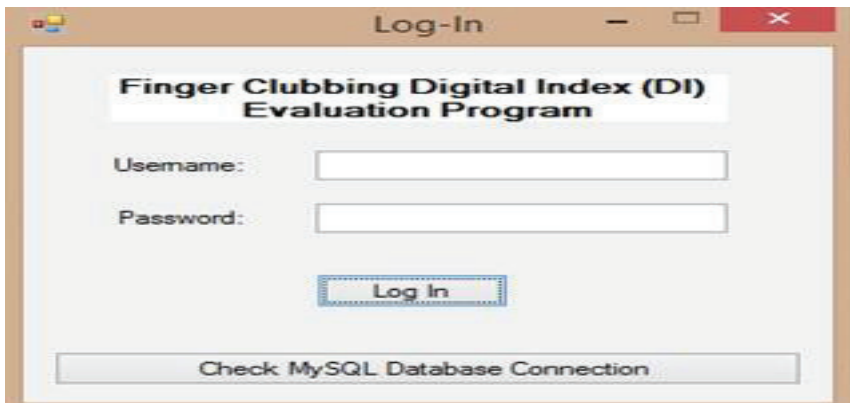 Log-In
Finger Clubbing Digital Index (DI)
Evaluation Program
Username:
Password:
Log In
Check MySQL Database Connection